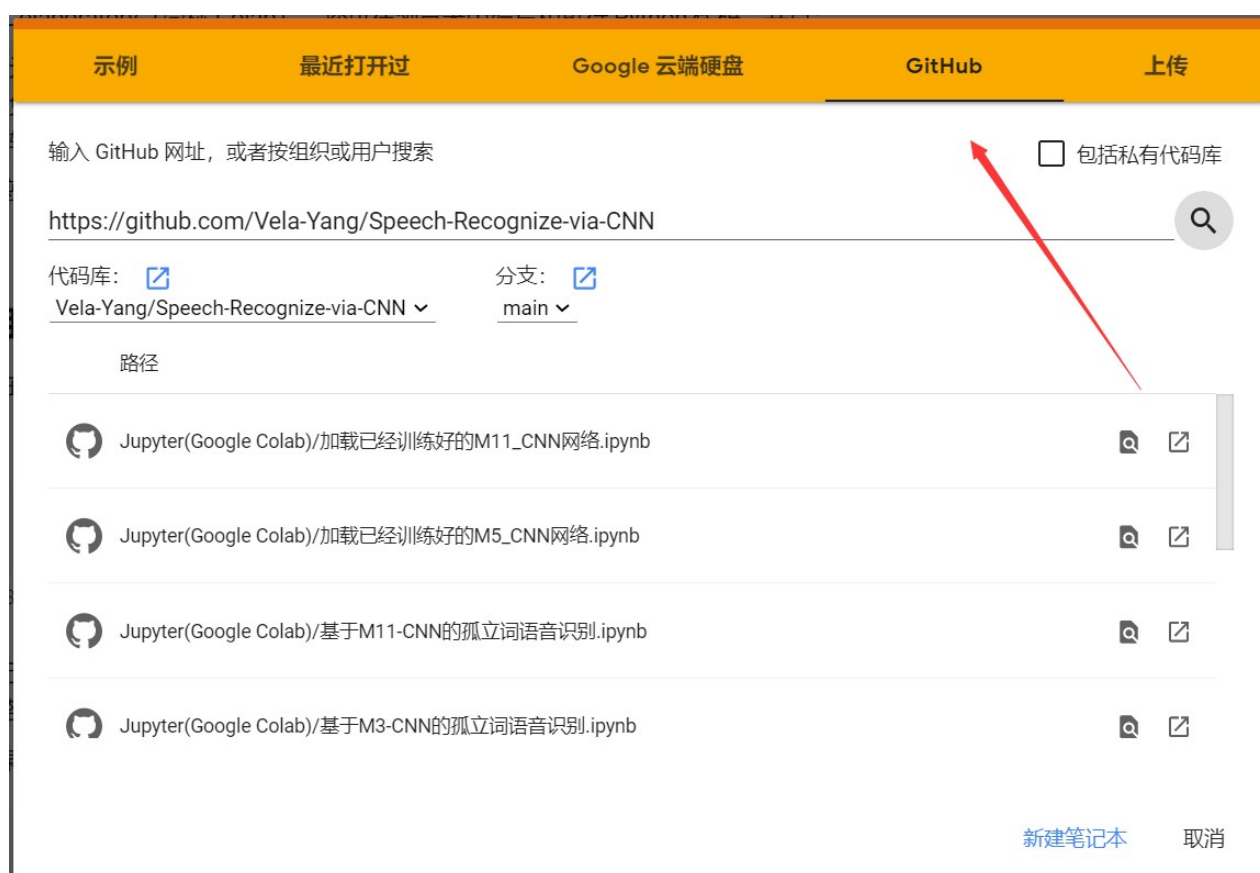 示例 最近打开过 Google 云端硬盘 GitHub 上传
输入 GitHub 网址，或者按组织或用户搜索 包括私有代码库
https://github.com/Vela-Yang/Speech-Recognize-via-CNN
代码库： 分支：
Vela-Yang/Speech-Recognize-via-CNN main
路径
Jupyter(Google Colab)/加载已经训练好的M11_CNN网络.ipynb
Jupyter(Google Colab)/加载已经训练好的M5_CNN网络.ipynb
Jupyter(Google Colab)/基于M11-CNN的孤立词语音识别.ipynb
Jupyter(Google Colab)/基于M3-CNN的孤立词语音识别.ipynb
新建笔记本 取消